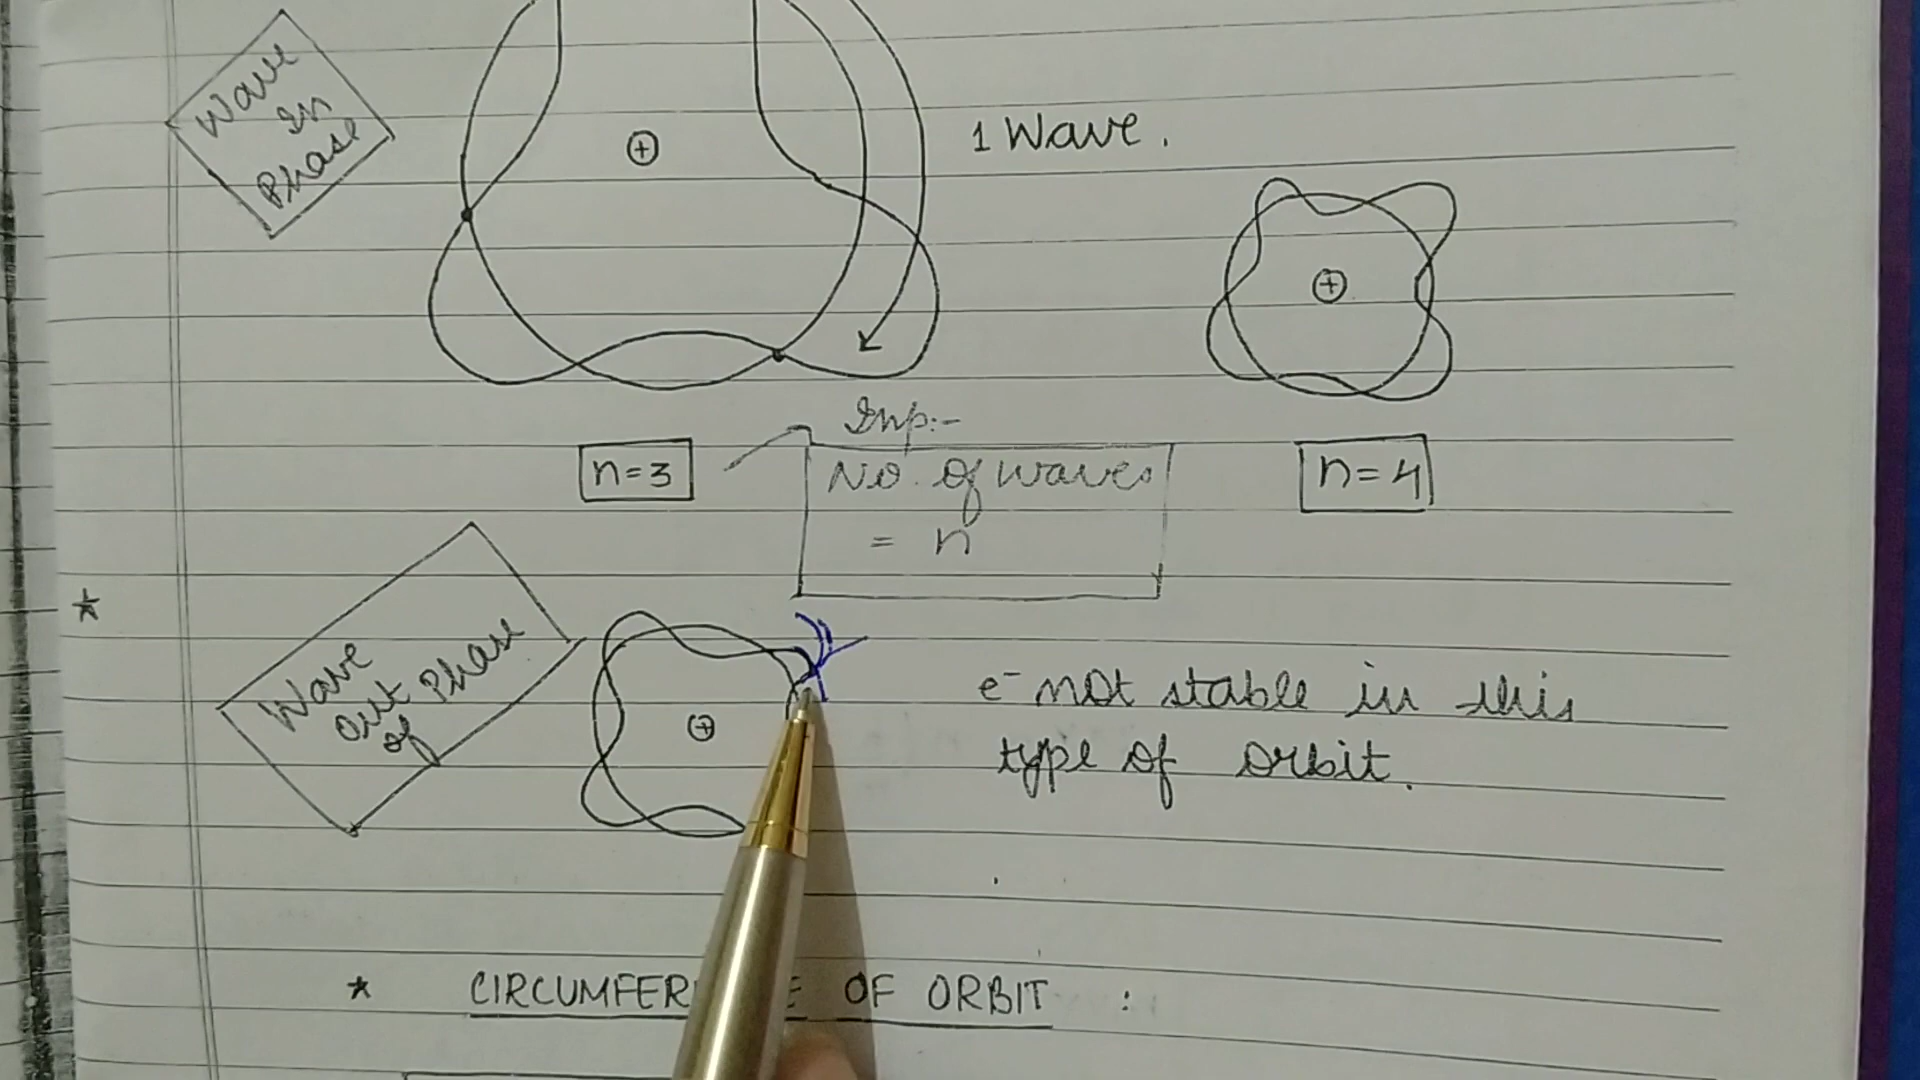 Wave
In
Phase
+
1 Wave.
+
Imp:-
n=3
No. of waves
= n
n=4
*
Wave
Out Phase
of
+
e⁻ not stable in this
type of orbit.
* CIRCUMFER E OF ORBIT :